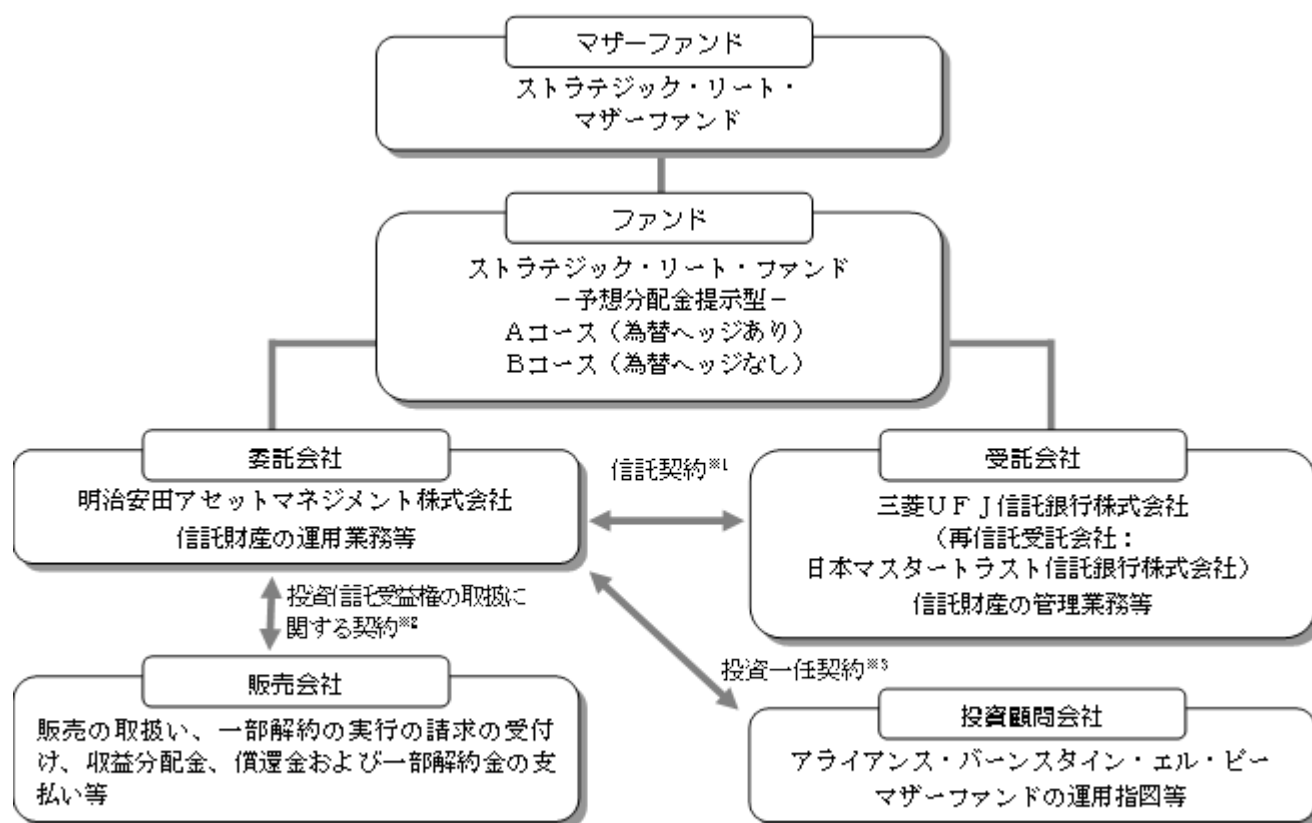 マザーファンド
ストラテジック・リート・
マザーファンド
ファンド
ストラテジック・リート・ファンド
－予想分配金提示型－
Ａコース（為替ヘッジあり）
Ｂコース（為替ヘッジなし）
委託会社
明治安田アセットマネジメント株式会社
信託財産の運用業務等
信託契約※1
受託会社
三菱ＵＦＪ信託銀行株式会社
（再信託受託会社：
日本マスタートラスト信託銀行株式会社）
信託財産の管理業務等
投資信託受益権の取扱に
関する契約※2
投資一任契約※3
販売会社
販売の取扱い、一部解約の実行の請求の受付
け、収益分配金、償還金および一部解約金の支
払い等
投資顧問会社
アライアンス・バーンスタイン・エル・ピー
マザーファンドの運用指図等